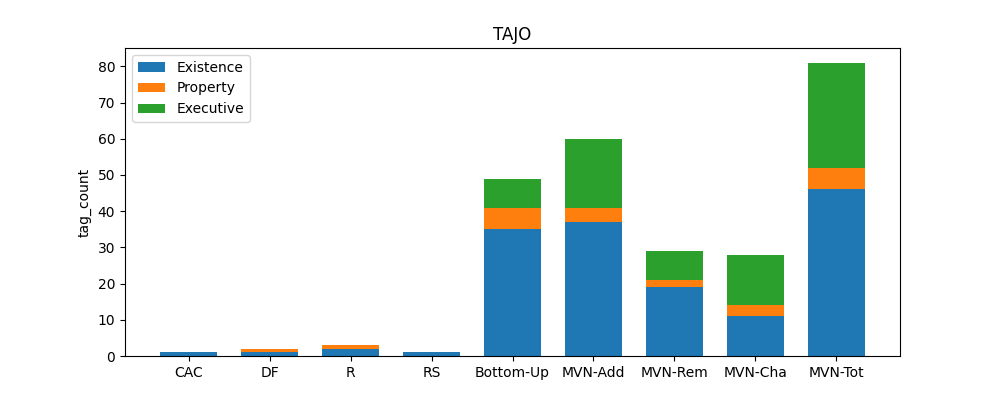 TAJO
Existence
Property
Executive
tag_count
80
70
60
50
40
30
20
10
0
CAC DF R RS Bottom-Up MVN-Add MVN-Rem MVN-Cha MVN-Tot